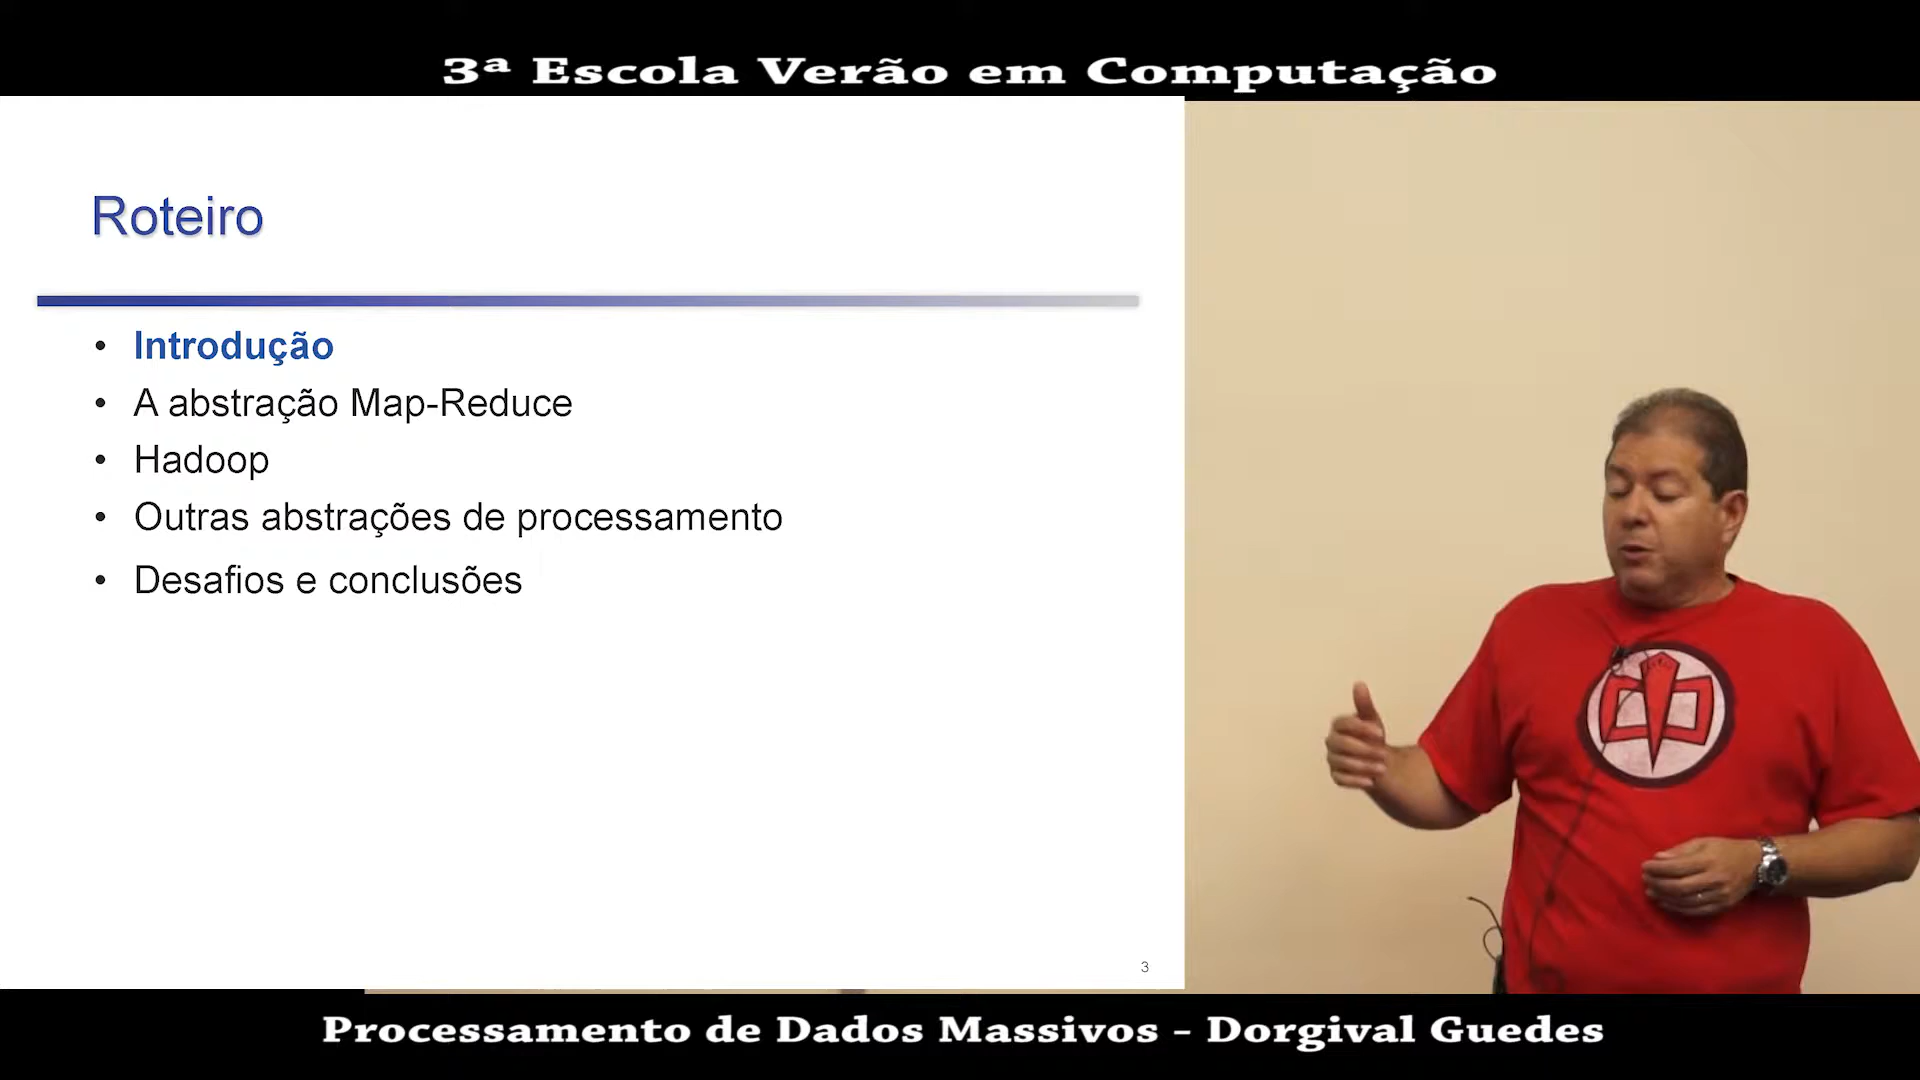 3ª Escola Verão em Computação
Roteiro
• Introdução
• A abstração Map-Reduce
• Hadoop
• Outras abstrações de processamento
• Desafios e conclusões
3
Processamento de Dados Massivos – Dorgival Guedes